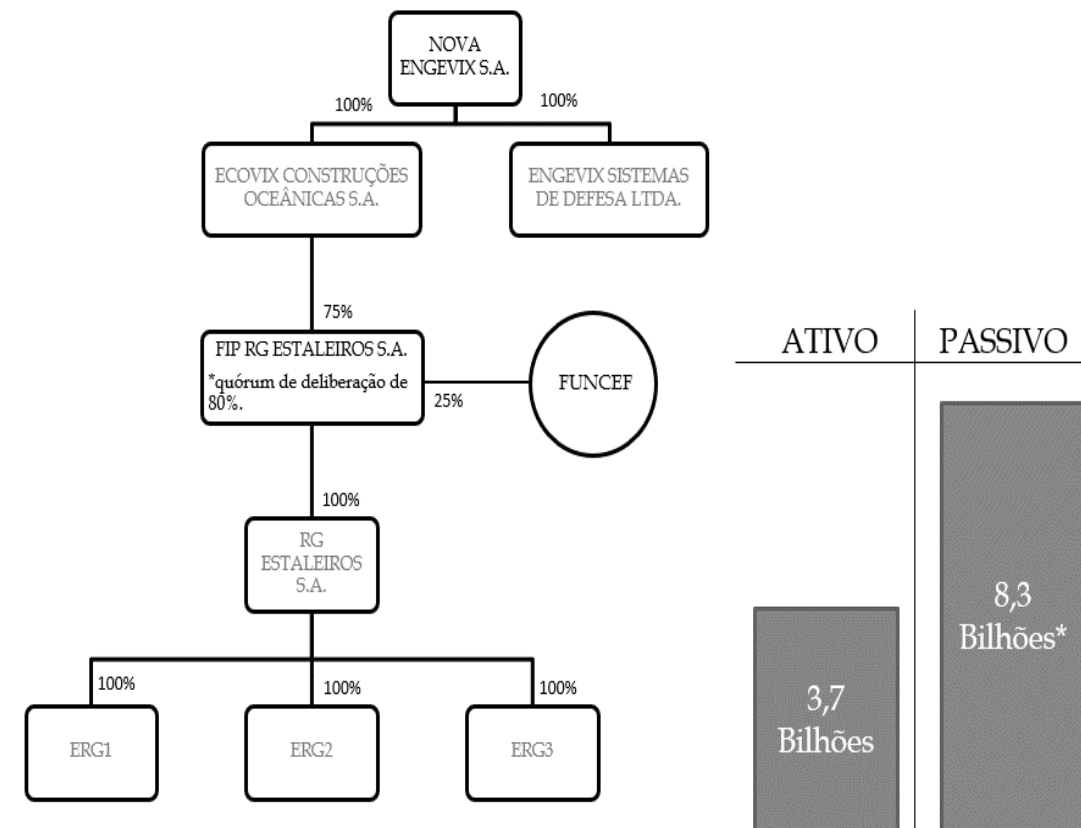 NOVA
ENGEVIX S.A.
100%
100%
ECOVIX CONSTRUÇÕES
OCEÂNICAS S.A.
ENGEVIX SISTEMAS
DE DEFESA LTDA.
75%
FIP RG ESTALEIROS S.A.
*quórum de deliberação de
80%.
25%
FUNCEF
100%
RG
ESTALEIROS
S.A.
100%
100%
100%
ERG1
ERG2
ERG3
ATIVO
PASSIVO
3,7
Bilhões
8,3
Bilhões*